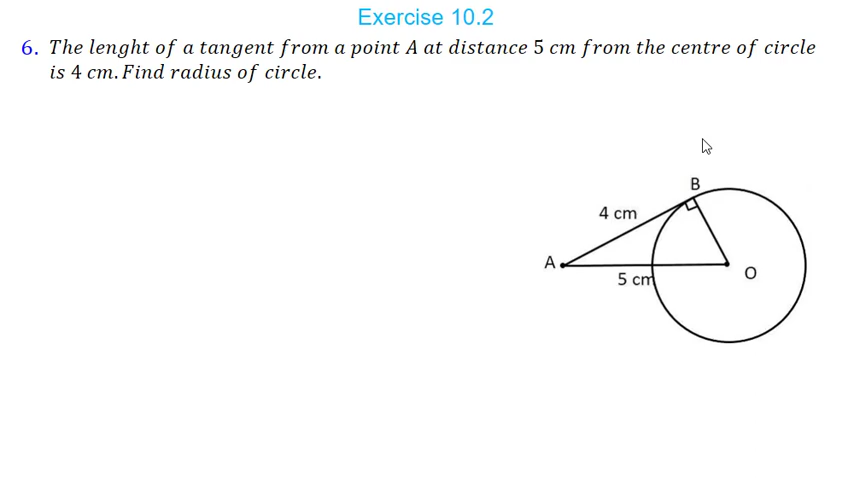 Exercise 10.2
6. The lenght of a tangent from a point A at distance 5 cm from the centre of circle
is 4 cm. Find radius of circle.
B
4 cm
A
O
5 cm